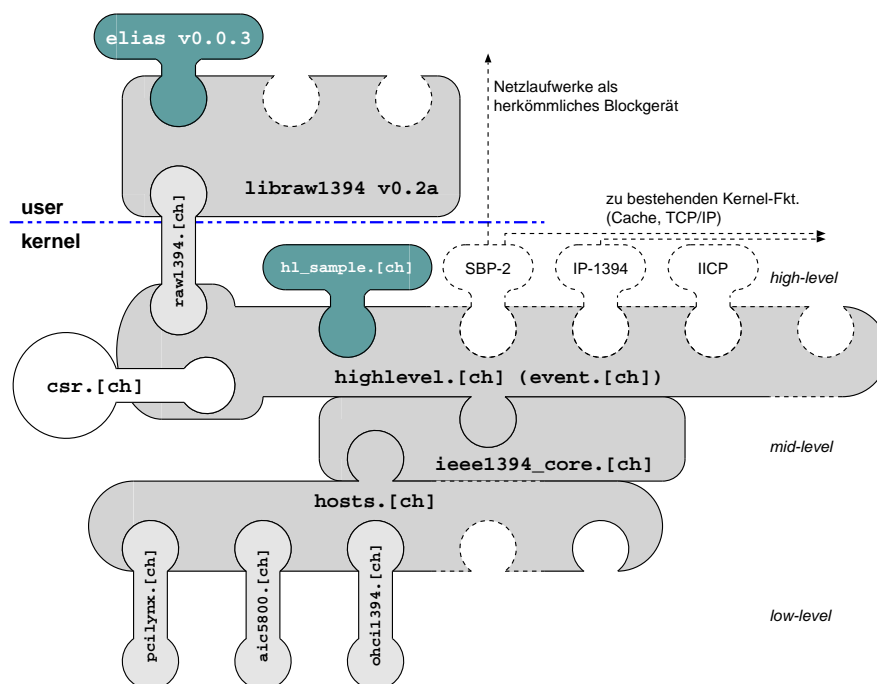 elias v0.0.3
Netzlaufwerke als
herkömmliches Blockgerät
libraw1394 v0.2a
user
kernel
raw1394.[ch]
zu bestehenden Kernel-Fkt.
(Cache, TCP/IP)
hl_sample.[ch]
SBP-2
IP-1394
IICP
high-level
csr.[ch]
highlevel.[ch] (event.[ch])
mid-level
ieee1394_core.[ch]
hosts.[ch]
pcilynx.[ch]
aic5800.[ch]
ohci1394.[ch]
low-level